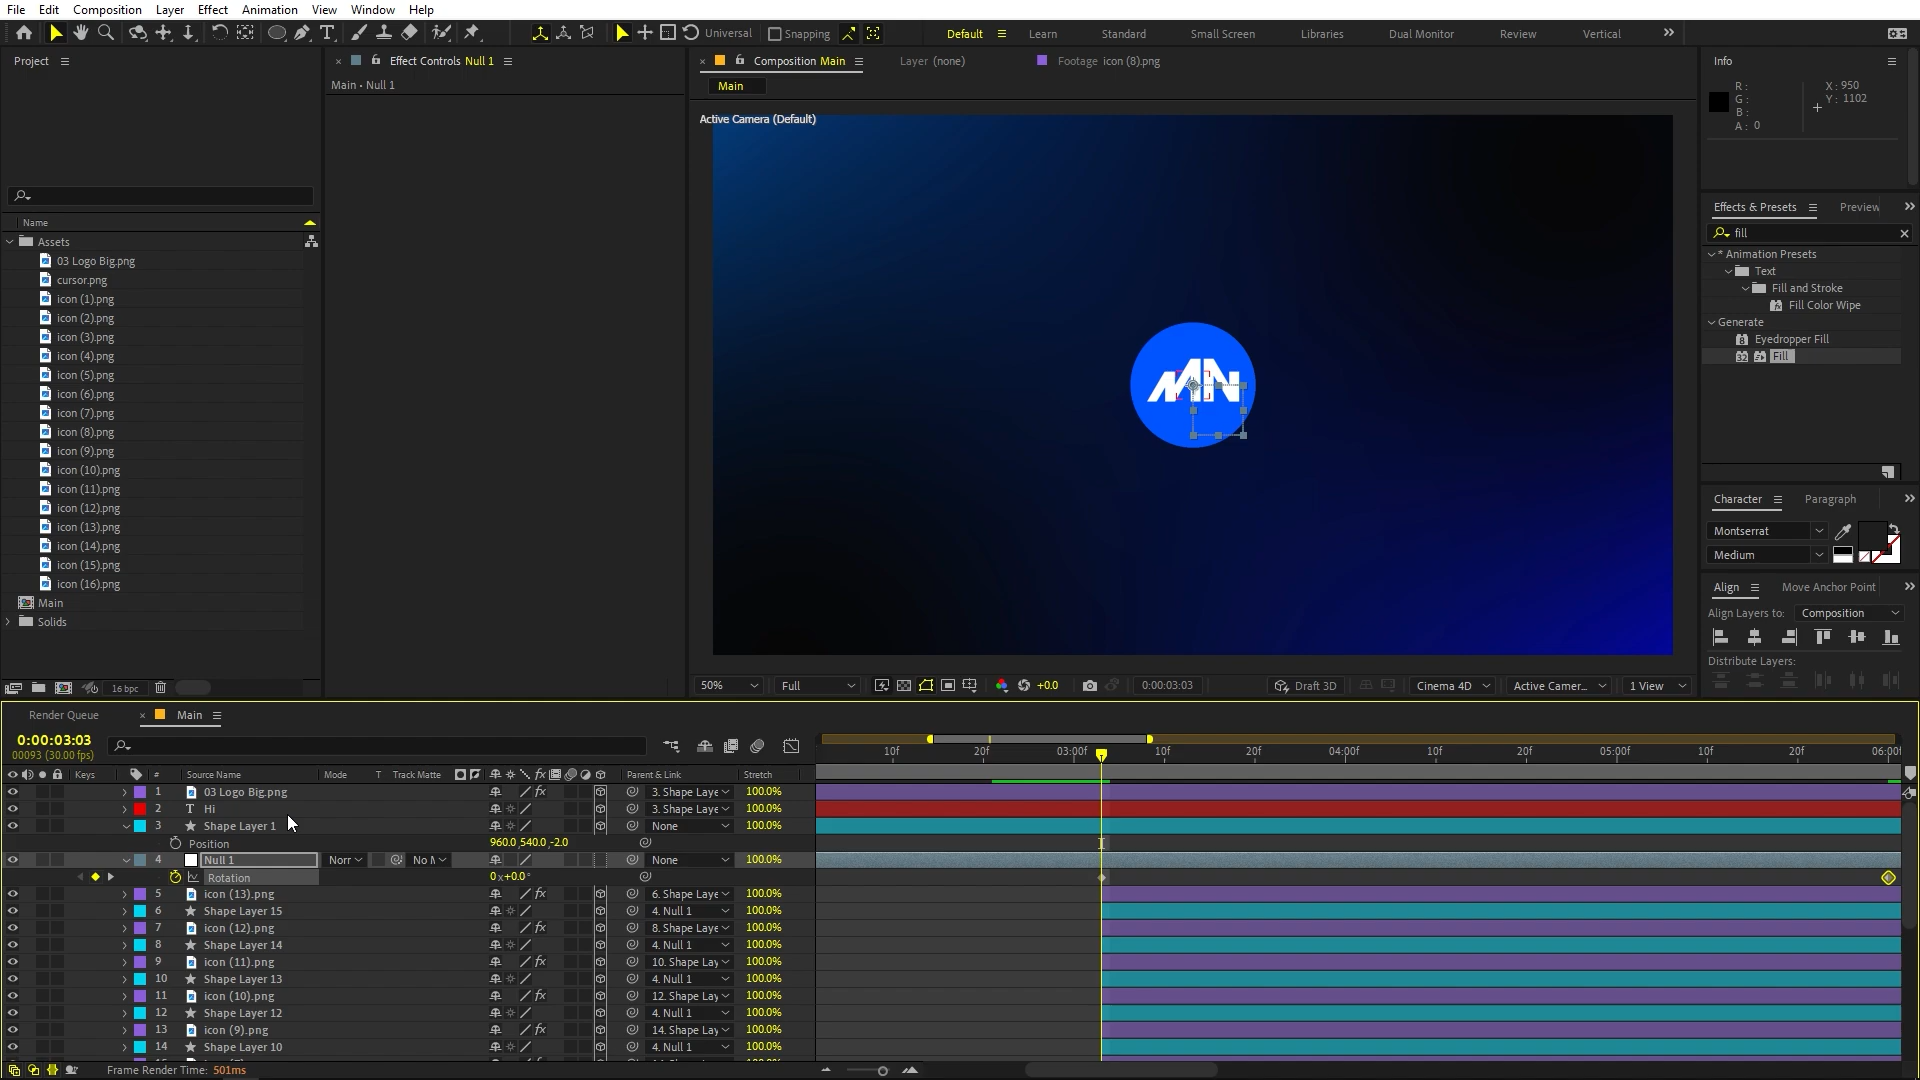 File Edit Composition Layer Effect Animation View Window Help
Universal Snapping Default Learn Standard Small Screen Libraries Dual Monitor Review Vertical
Project
Effect Controls Null 1
Composition Main Layer (none) Footage icon (8).png
Info
Main • Null 1
Main
R :
G :
B :
A : 0
X : 950
Y : 1102
Active Camera (Default)
Effects & Presets Preview
Name
fill
Assets
03 Logo Big.png
cursor.png
icon (1).png
icon (2).png
icon (3).png
icon (4).png
icon (5).png
icon (6).png
icon (7).png
icon (8).png
icon (9).png
icon (10).png
icon (11).png
icon (12).png
icon (13).png
icon (14).png
icon (15).png
icon (16).png
Main
Solids
* Animation Presets
Text
Fill and Stroke
Fill Color Wipe
Generate
Eyedropper Fill
Fill
MN
Character Paragraph
Montserrat
Medium
Align Move Anchor Point
Align Layers to: Composition
Distribute Layers:
16 bpc
50% Full +0.0 0:00:03:03 Draft 3D Cinema 4D Active Camer... 1 View
Render Queue Main
0:00:03:03
00093 (30.00 fps)
10f 20f 03:00f 10f 20f 04:00f 10f 20f 05:00f 10f 20f 06:00f
Keys # Source Name Mode T Track Matte fx Parent & Link Stretch
1 03 Logo Big.png fx 3. Shape Laye 100.0%
2 T Hi 3. Shape Laye 100.0%
3 Shape Layer 1 None 100.0%
Position 960.0,540.0,-2.0
4 Null 1 Norr No M None 100.0%
Rotation 0x+0.0°
5 icon (13).png fx 6. Shape Laye 100.0%
6 Shape Layer 15 4. Null 1 100.0%
7 icon (12).png fx 8. Shape Laye 100.0%
8 Shape Layer 14 4. Null 1 100.0%
9 icon (11).png fx 10. Shape Lay 100.0%
10 Shape Layer 13 4. Null 1 100.0%
11 icon (10).png fx 12. Shape Lay 100.0%
12 Shape Layer 12 4. Null 1 100.0%
13 icon (9).png fx 14. Shape Lay 100.0%
14 Shape Layer 10 4. Null 1 100.0%
Frame Render Time: 501ms